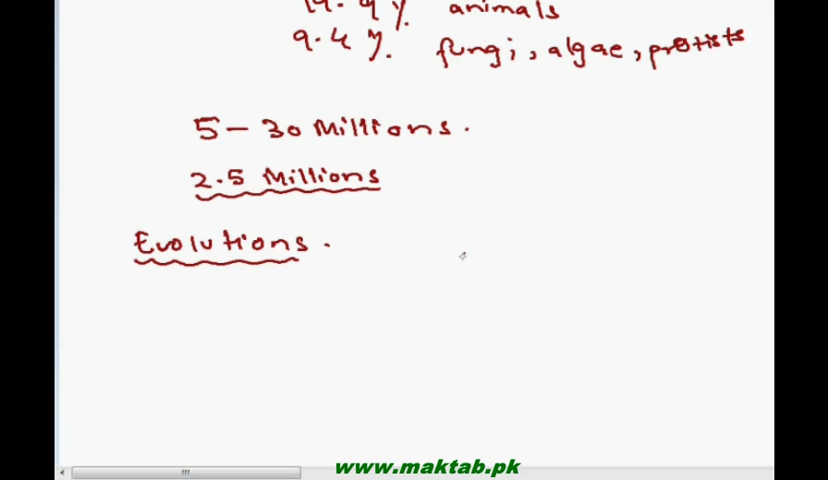 animals
9.4 %. fungi, algae, protists
5 - 30 Millions.
2.5 Millions
Evolutions.
www.maktab.pk